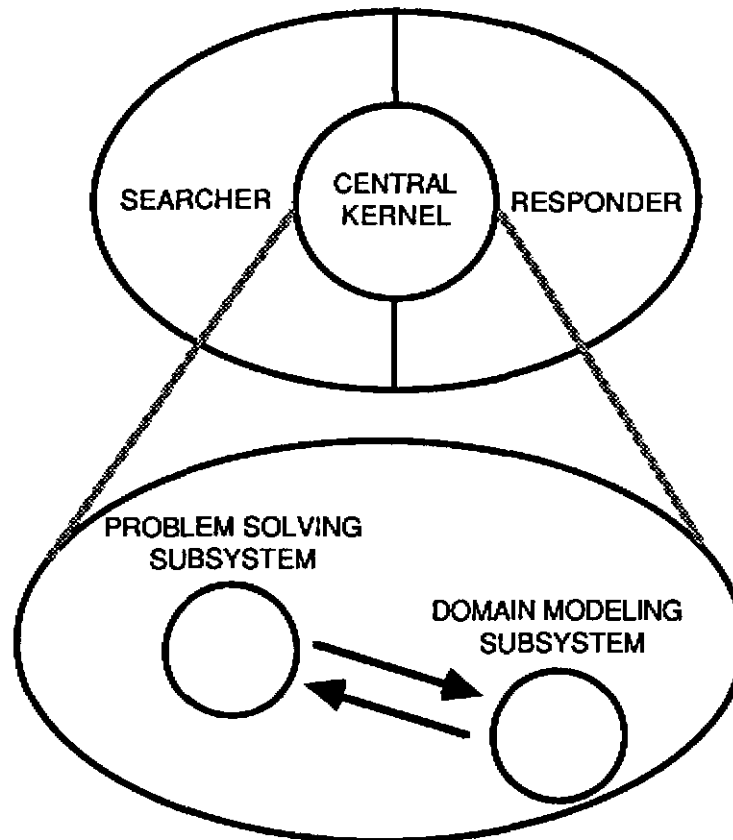 SEARCHER
CENTRAL
KERNEL
RESPONDER
PROBLEM SOLVING
SUBSYSTEM
DOMAIN MODELING
SUBSYSTEM